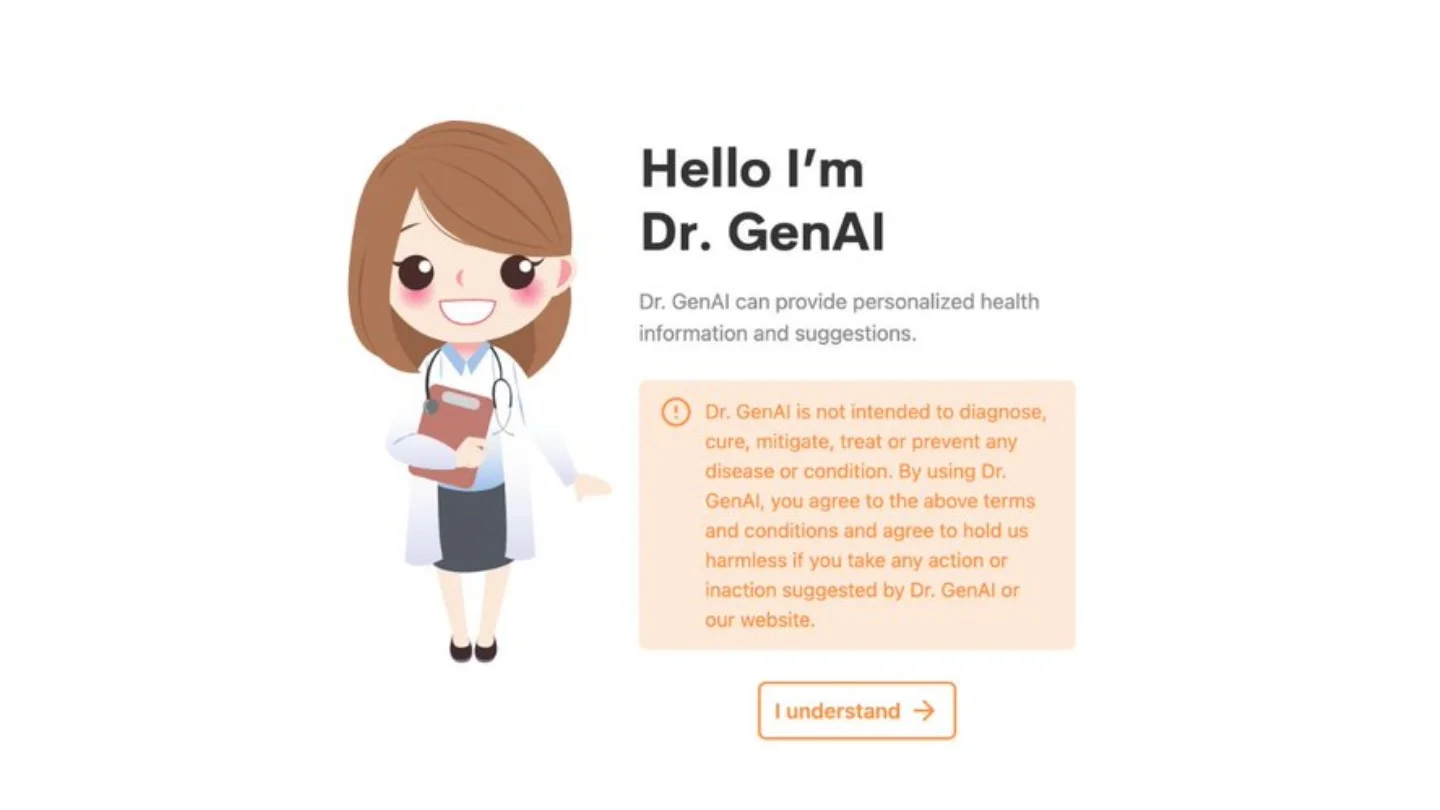 Hello I’m
Dr. GenAI
Dr. GenAI can provide personalized health
information and suggestions.
Dr. GenAI is not intended to diagnose,
cure, mitigate, treat or prevent any
disease or condition. By using Dr.
GenAI, you agree to the above terms
and conditions and agree to hold us
harmless if you take any action or
inaction suggested by Dr. GenAI or
our website.
I understand →